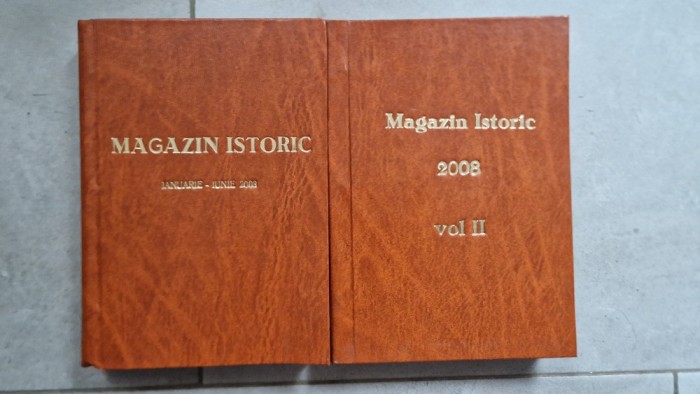 MAGAZIN ISTORIC
IANUARIE - IUNIE 2008
Magazin Istoric
2008
vol II